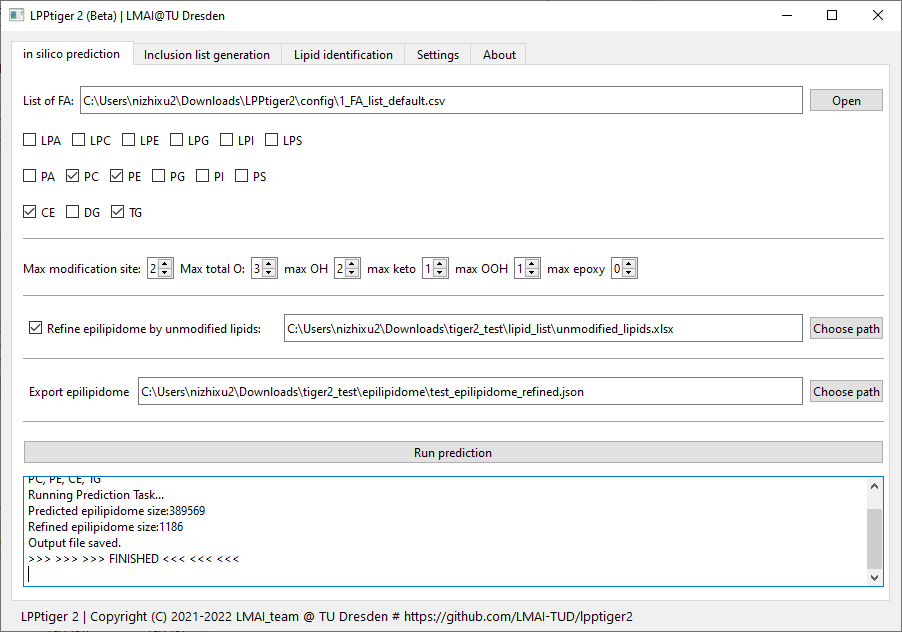 LPPtiger 2 (Beta) | LMAI@TU Dresden
in silico prediction Inclusion list generation Lipid identification Settings About
List of FA: C:\Users\nizhixu2\Downloads\LPPtiger2\config\1_FA_list_default.csv Open
LPA LPC LPE LPG LPI LPS
PA PC PE PG PI PS
CE DG TG
Max modification site: 2 Max total O: 3 max OH 2 max keto 1 max OOH 1 max epoxy 0
Refine epilipidome by unmodified lipids: C:\Users\nizhixu2\Downloads\tiger2_test\lipid_list\unmodified_lipids.xlsx Choose path
Export epilipidome C:\Users\nizhixu2\Downloads\tiger2_test\epilipidome\test_epilipidome_refined.json Choose path
Run prediction
PC, PE, CE, TG
Running Prediction Task...
Predicted epilipidome size:389569
Refined epilipidome size:1186
Output file saved.
>>> >>> >>> FINISHED <<< <<< <<<
LPPtiger 2 | Copyright (C) 2021-2022 LMAI_team @ TU Dresden # https://github.com/LMAI-TUD/lpptiger2